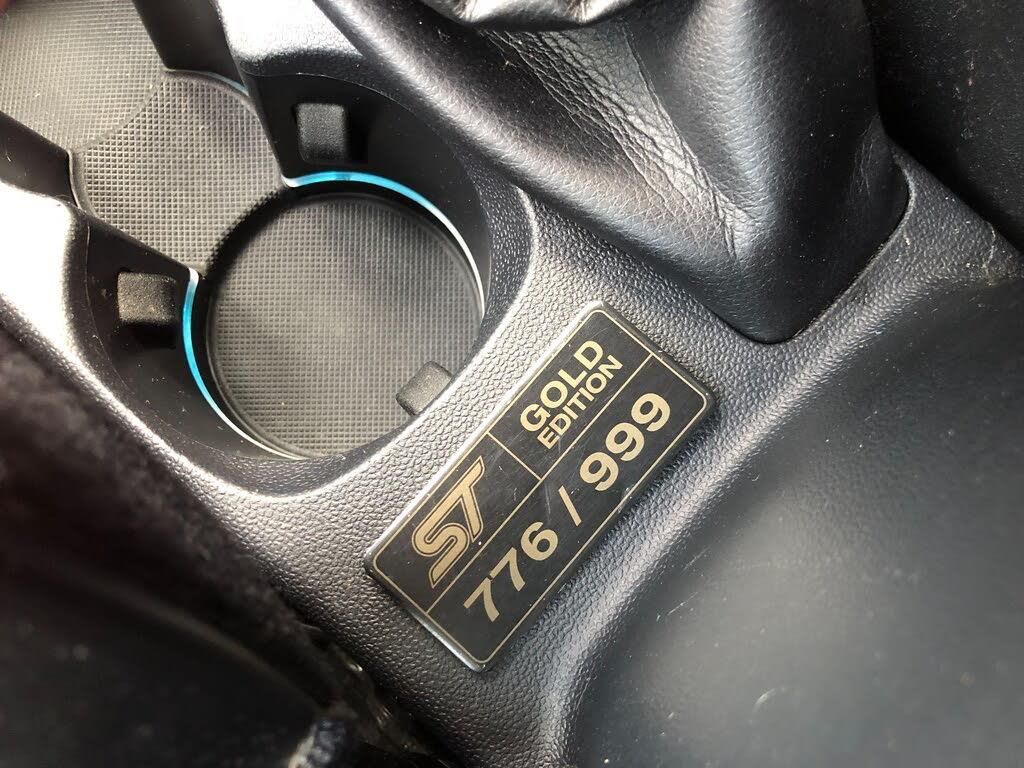 ST
GOLD
EDITION
776 / 999